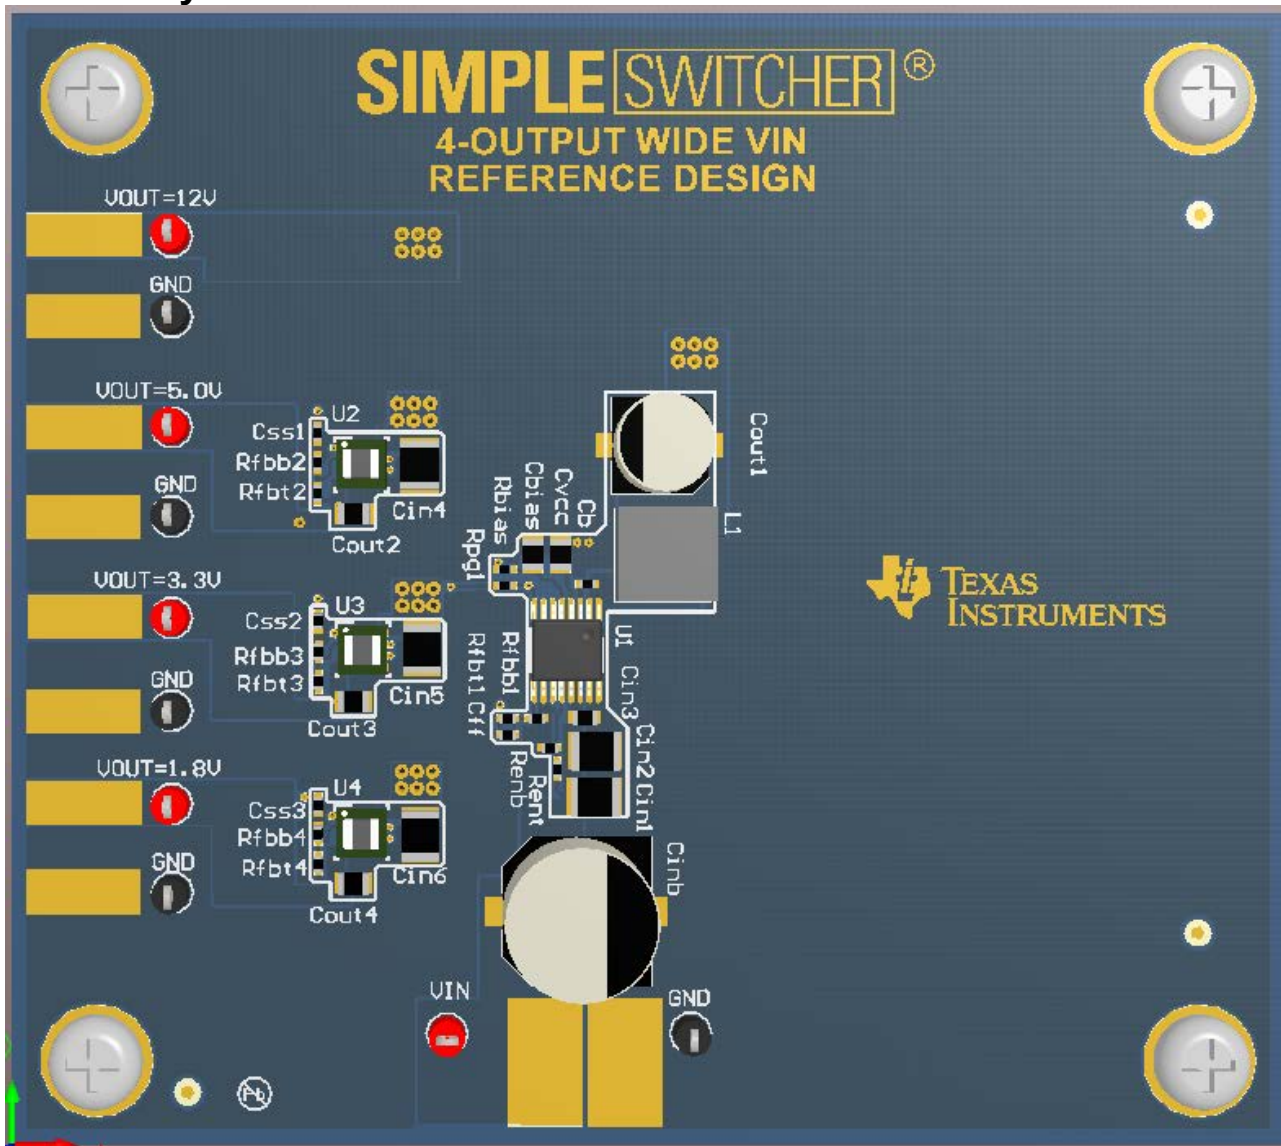 SIMPLE SWITCHER ®
4-OUTPUT WIDE VIN
REFERENCE DESIGN
VOUT=12V
GND
VOUT=5.0V
GND
U2
Css1
Rfbb2
Rfbt2
Cin4
Cout2
VOUT=3.3V
GND
U3
Css2
Rfbb3
Rfbt3
Cin5
Cout3
VOUT=1.8V
GND
U4
Css3
Rfbb4
Rfbt4
Cin6
Cout4
Cout1
L1
Rpg1
Rbias
Cbias
Cvcc
Cb
U1
Rfbt1
Cff
Rfbb1
Cin3
Cin2
Cin1
Renb
Rent
Cinb
TEXAS
INSTRUMENTS
VIN
GND
Pb